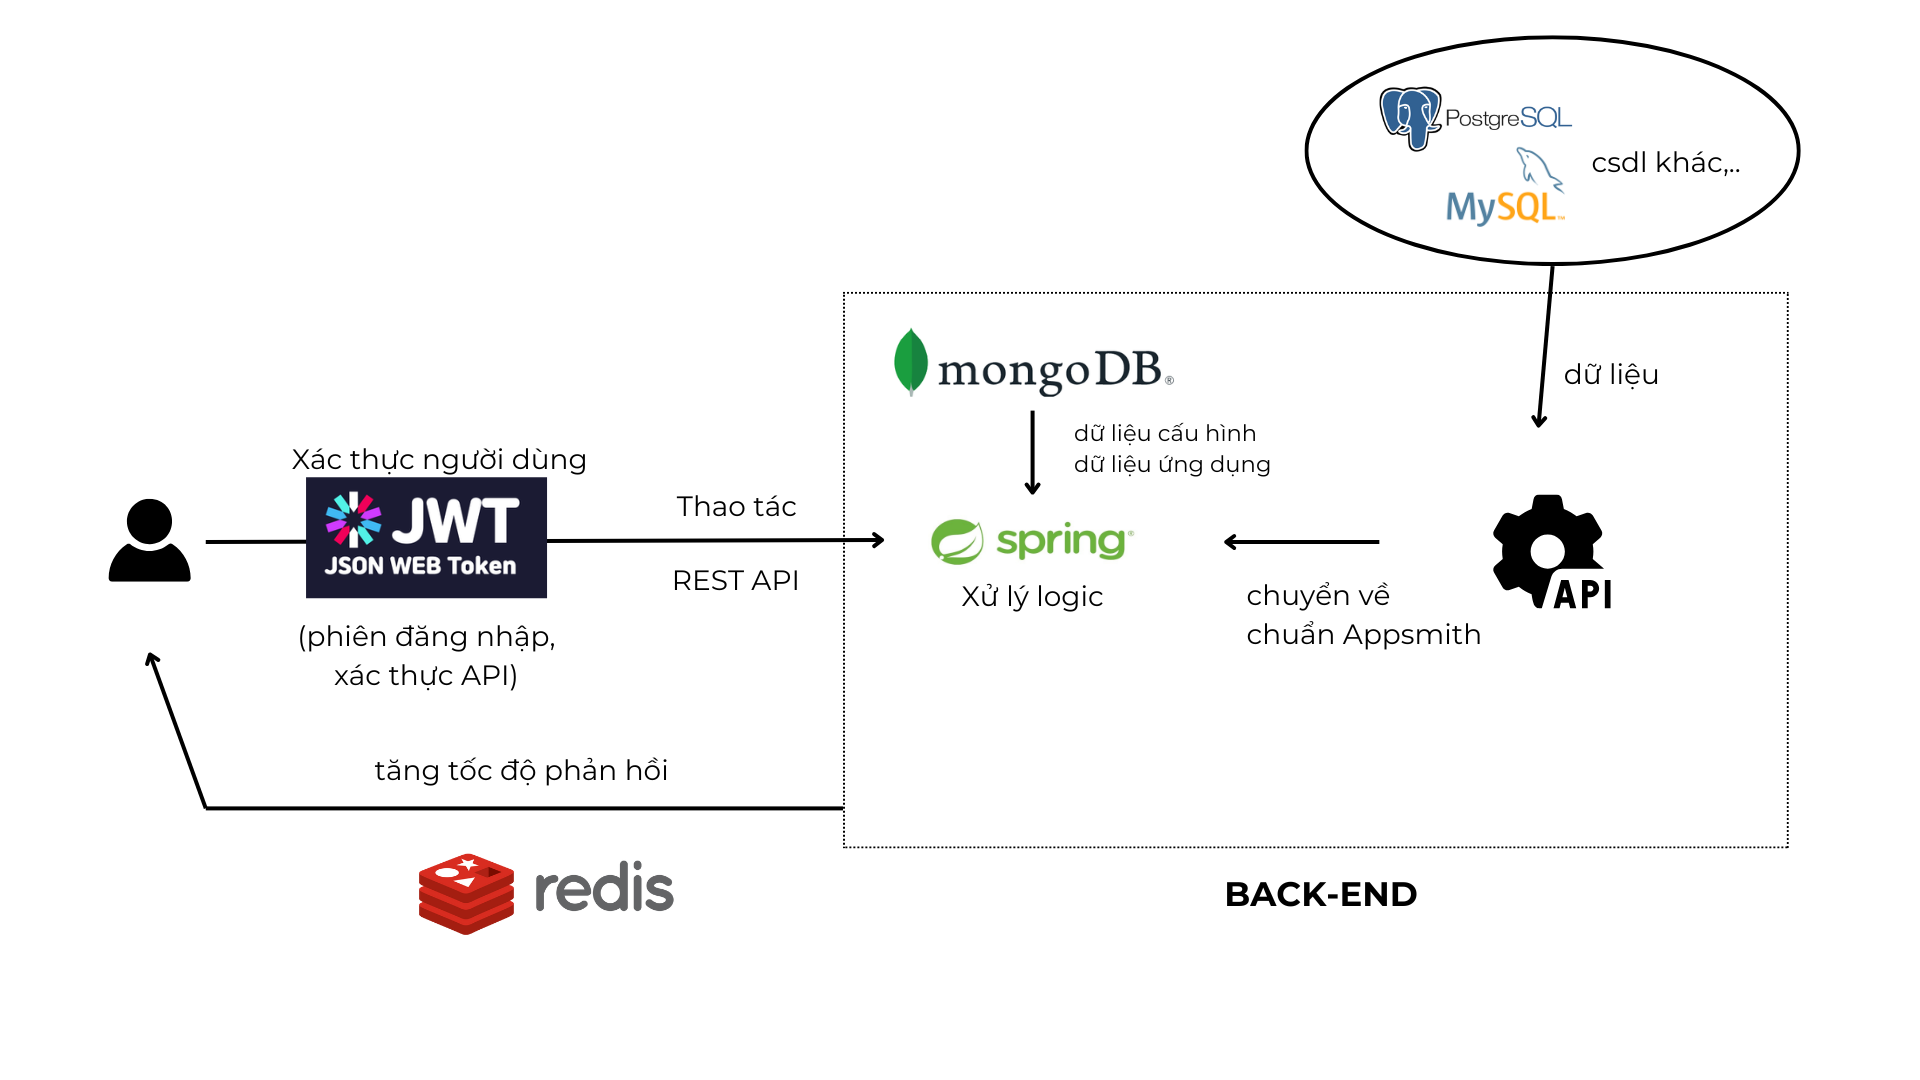 PostgreSQL
csdl khác,..
MySQL™
mongoDB®
dữ liệu
dữ liệu cấu hình
dữ liệu ứng dụng
Xác thực người dùng
JWT
JSON WEB Token
(phiên đăng nhập,
xác thực API)
Thao tác
REST API
spring®
Xử lý logic
chuyển về
chuẩn Appsmith
API
tăng tốc độ phản hồi
redis
BACK-END